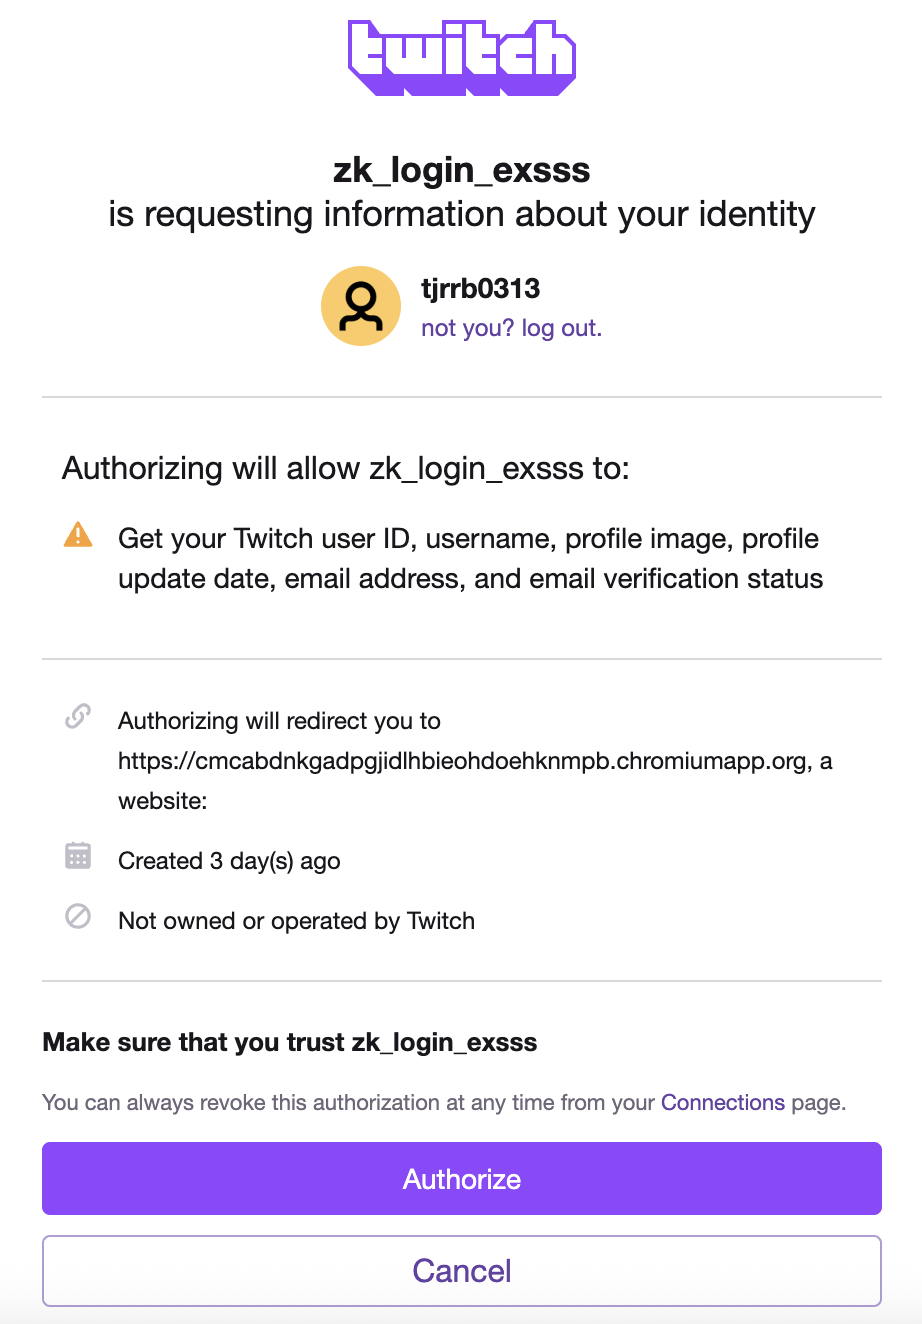 twitch
zk_login_exsss
is requesting information about your identity
tjrrb0313
not you? log out.
Authorizing will allow zk_login_exsss to:
Get your Twitch user ID, username, profile image, profile
update date, email address, and email verification status
Authorizing will redirect you to
https://cmcabdnkgadpgjidlhbieohdoehknmpb.chromiumapp.org, a
website:
Created 3 day(s) ago
Not owned or operated by Twitch
Make sure that you trust zk_login_exsss
You can always revoke this authorization at any time from your Connections page.
Authorize
Cancel